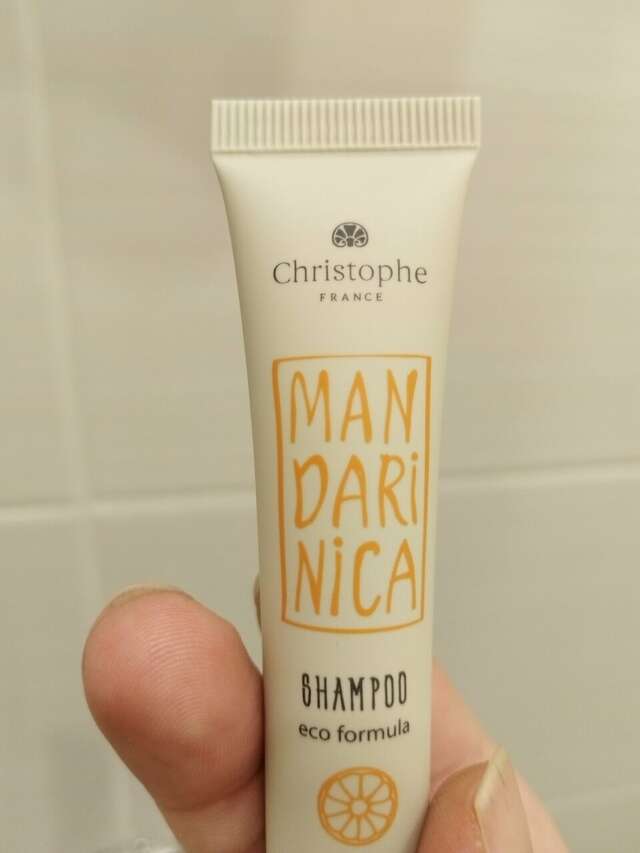 Christophe
FRANCE
MAN
DARi
NiCA
SHAMPOO
eco formula